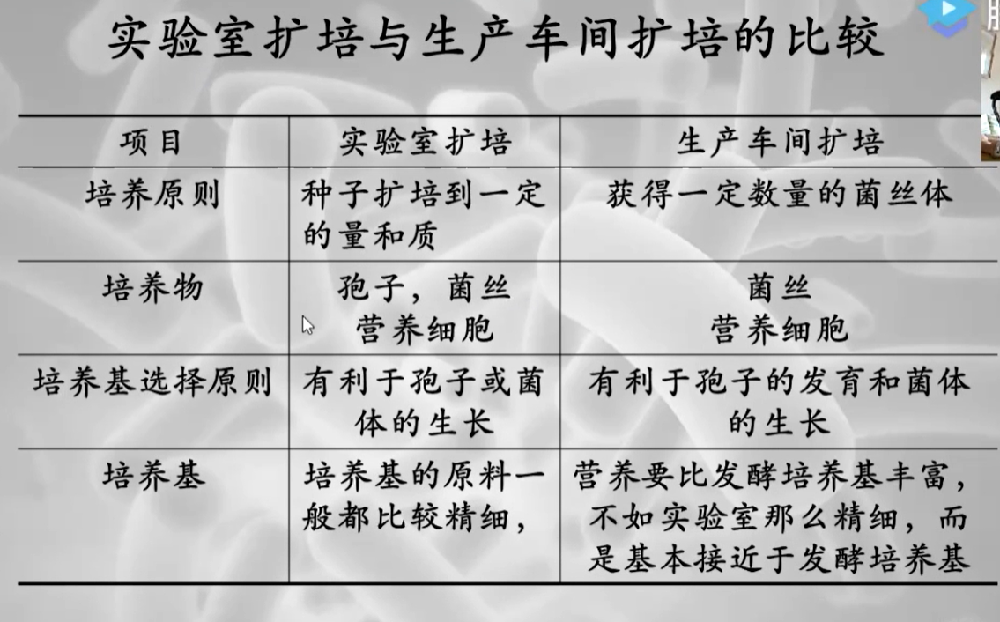 实验室扩培与生产车间扩培的比较
项目 实验室扩培 生产车间扩培
培养原则 种子扩培到一定 获得一定数量的菌丝体
的量和质
培养物 孢子，菌丝 菌丝
营养细胞 营养细胞
培养基选择原则 有利于孢子或菌 有利于孢子的发育和菌体
体的生长 的生长
培养基 培养基的原料一 营养要比发酵培养基丰富，
般都比较精细， 不如实验室那么精细，而
是基本接近于发酵培养基